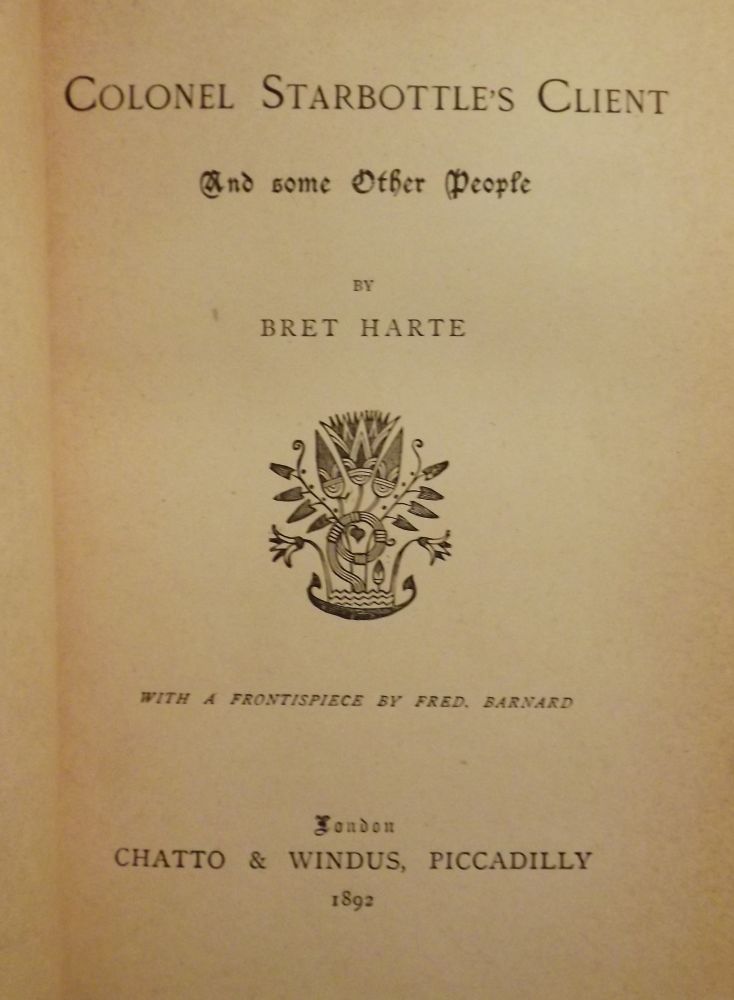 COLONEL STARBOTTLE'S CLIENT
And some Other People
BY
BRET HARTE
WITH A FRONTISPIECE BY FRED. BARNARD
London
CHATTO & WINDUS, PICCADILLY
1892